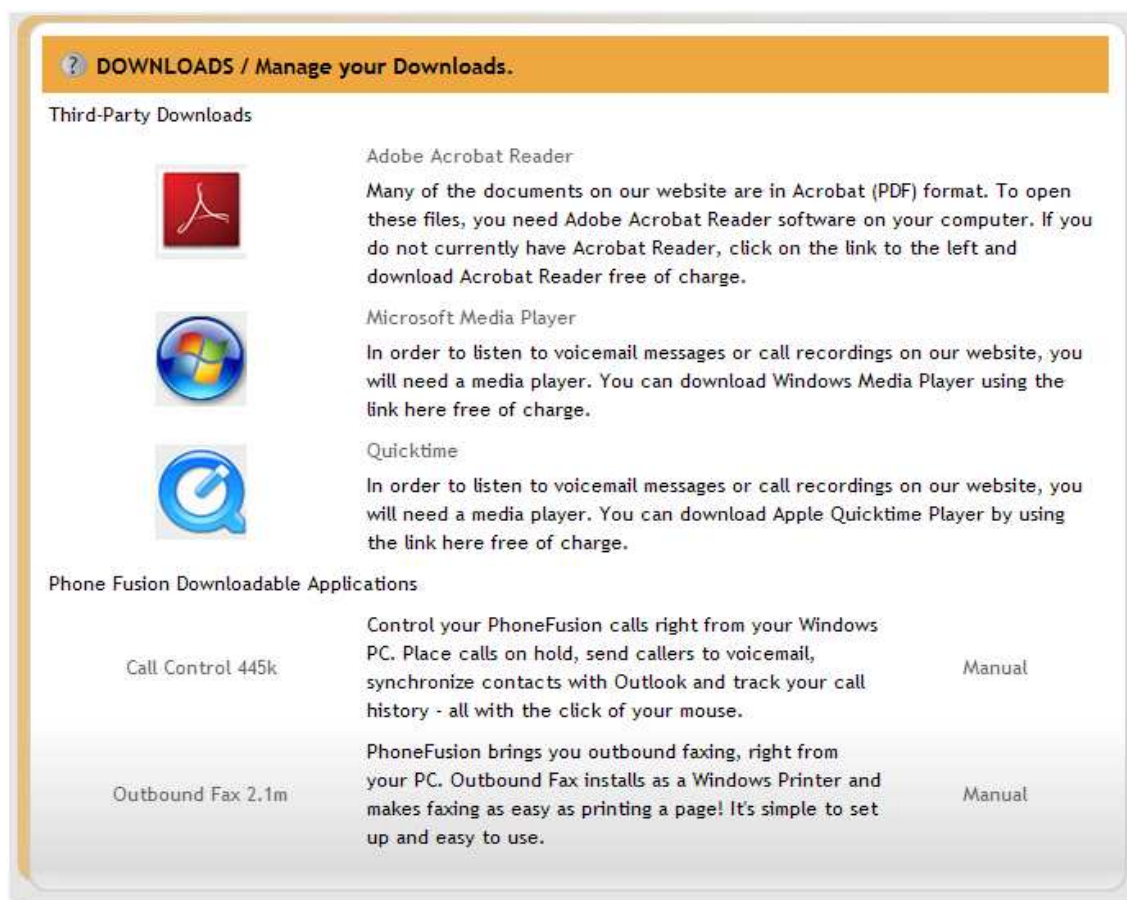 ? DOWNLOADS / Manage your Downloads.
Third-Party Downloads
Adobe Acrobat Reader
Many of the documents on our website are in Acrobat (PDF) format. To open
these files, you need Adobe Acrobat Reader software on your computer. If you
do not currently have Acrobat Reader, click on the link to the left and
download Acrobat Reader free of charge.
Microsoft Media Player
In order to listen to voicemail messages or call recordings on our website, you
will need a media player. You can download Windows Media Player using the
link here free of charge.
Quicktime
In order to listen to voicemail messages or call recordings on our website, you
will need a media player. You can download Apple Quicktime Player by using
the link here free of charge.
Phone Fusion Downloadable Applications
Call Control 445k
Control your PhoneFusion calls right from your Windows
PC. Place calls on hold, send callers to voicemail,
synchronize contacts with Outlook and track your call
history - all with the click of your mouse.
Manual
Outbound Fax 2.1m
PhoneFusion brings you outbound faxing, right from
your PC. Outbound Fax installs as a Windows Printer and
makes faxing as easy as printing a page! It's simple to set
up and easy to use.
Manual